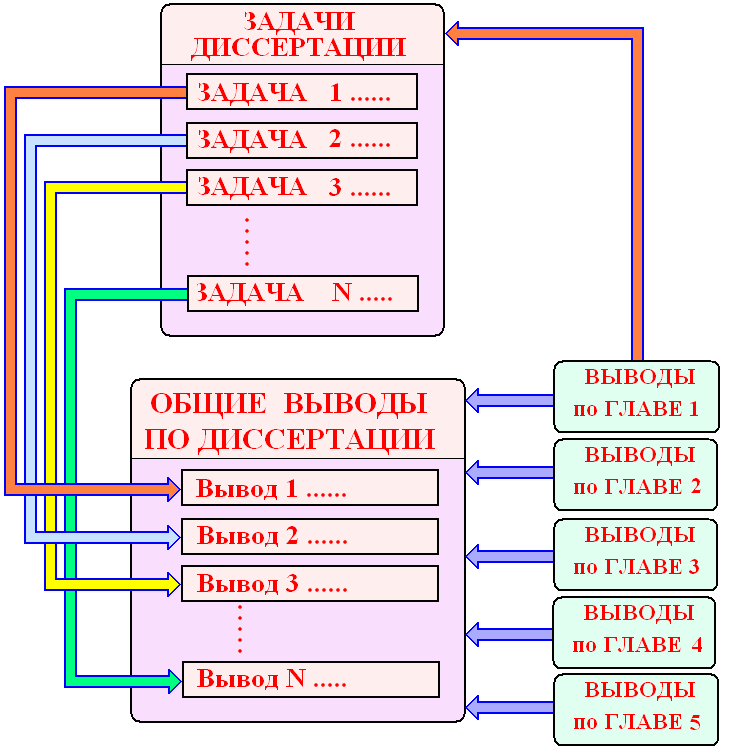 ЗАДАЧИ
ДИССЕРТАЦИИ
ЗАДАЧА 1 ......
ЗАДАЧА 2 ......
ЗАДАЧА 3 ......
ЗАДАЧА N .....
ОБЩИЕ ВЫВОДЫ
ПО ДИССЕРТАЦИИ
Вывод 1 ......
Вывод 2 ......
Вывод 3 ......
Вывод N .....
ВЫВОДЫ
по ГЛАВЕ 1
ВЫВОДЫ
по ГЛАВЕ 2
ВЫВОДЫ
по ГЛАВЕ 3
ВЫВОДЫ
по ГЛАВЕ 4
ВЫВОДЫ
по ГЛАВЕ 5